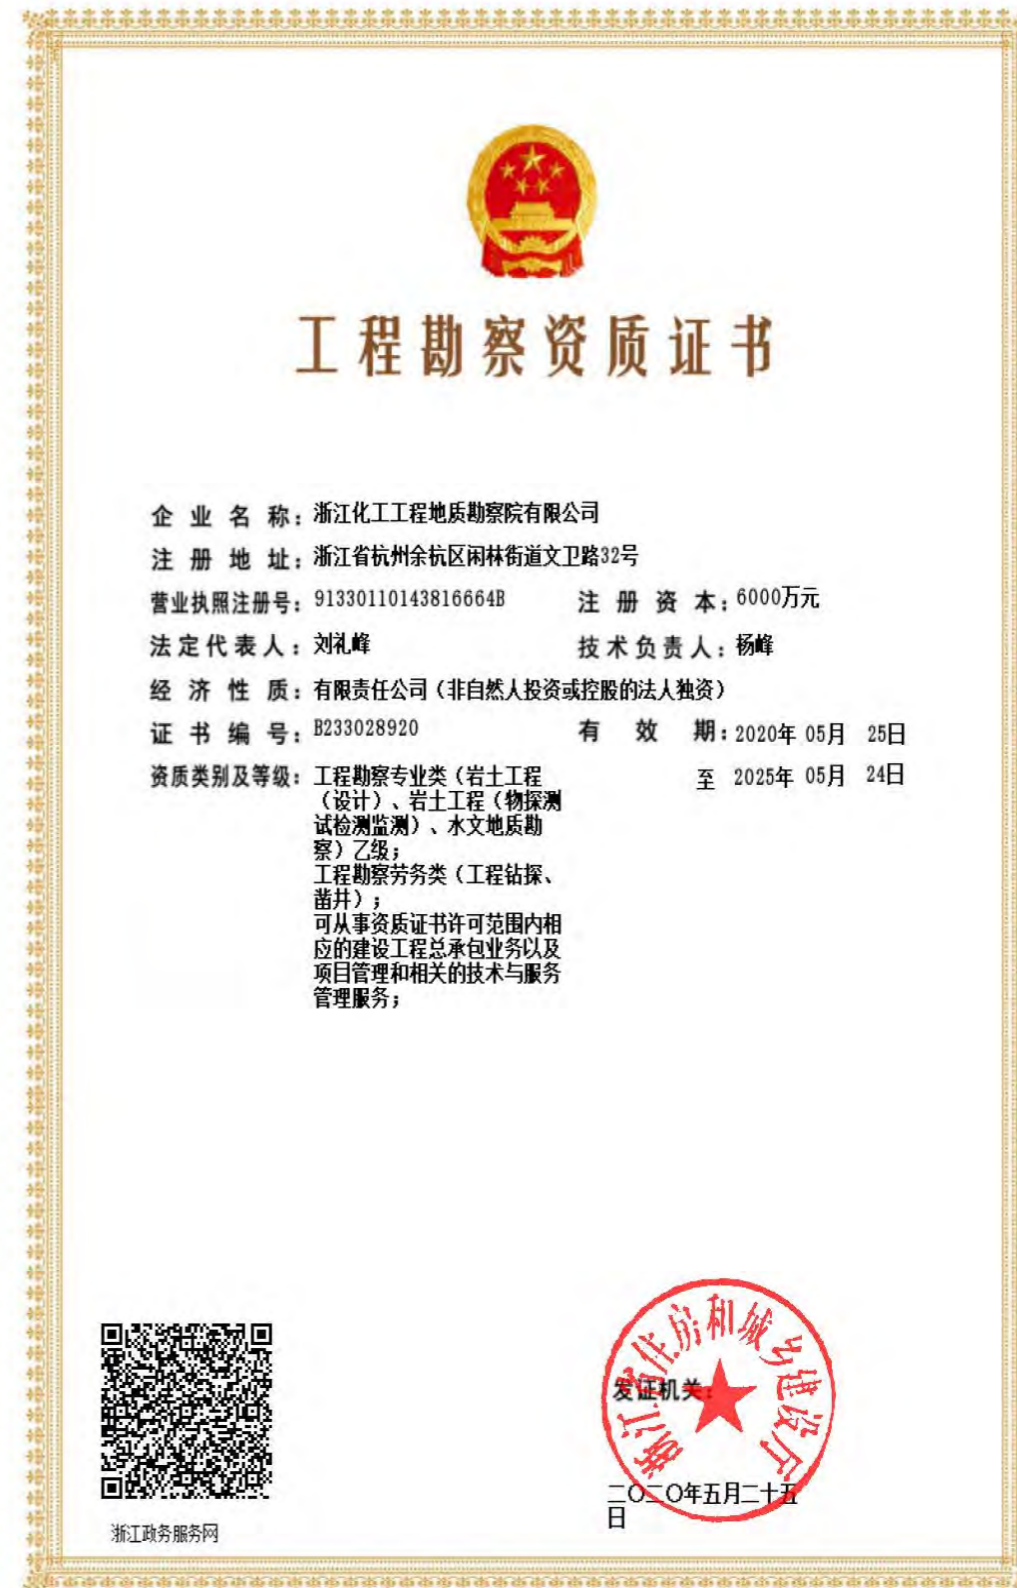 工程勘察资质证书
企业名称：浙江化工工程地质勘察院有限公司
注册地址：浙江省杭州余杭区闲林街道文卫路32号
营业执照注册号：91330110143816664B 注册资本：6000万元
法定代表人：刘礼峰 技术负责人：杨峰
经济性质：有限责任公司（非自然人投资或控股的法人独资）
证书编号：B233028920 有效期：2020年 05月 25日
至 2025年 05月 24日
资质类别及等级：工程勘察专业类（岩土工程
（设计）、岩土工程（物探测
试检测监测）、水文地质勘
察）乙级；
工程勘察劳务类（工程钻探、
凿井）；
可从事资质证书许可范围内相
应的建设工程总承包业务以及
项目管理和相关的技术与服务
管理服务；
浙江省住房和城乡建设厅
发证机关：
二〇二〇年五月二十五
日
浙江政务服务网